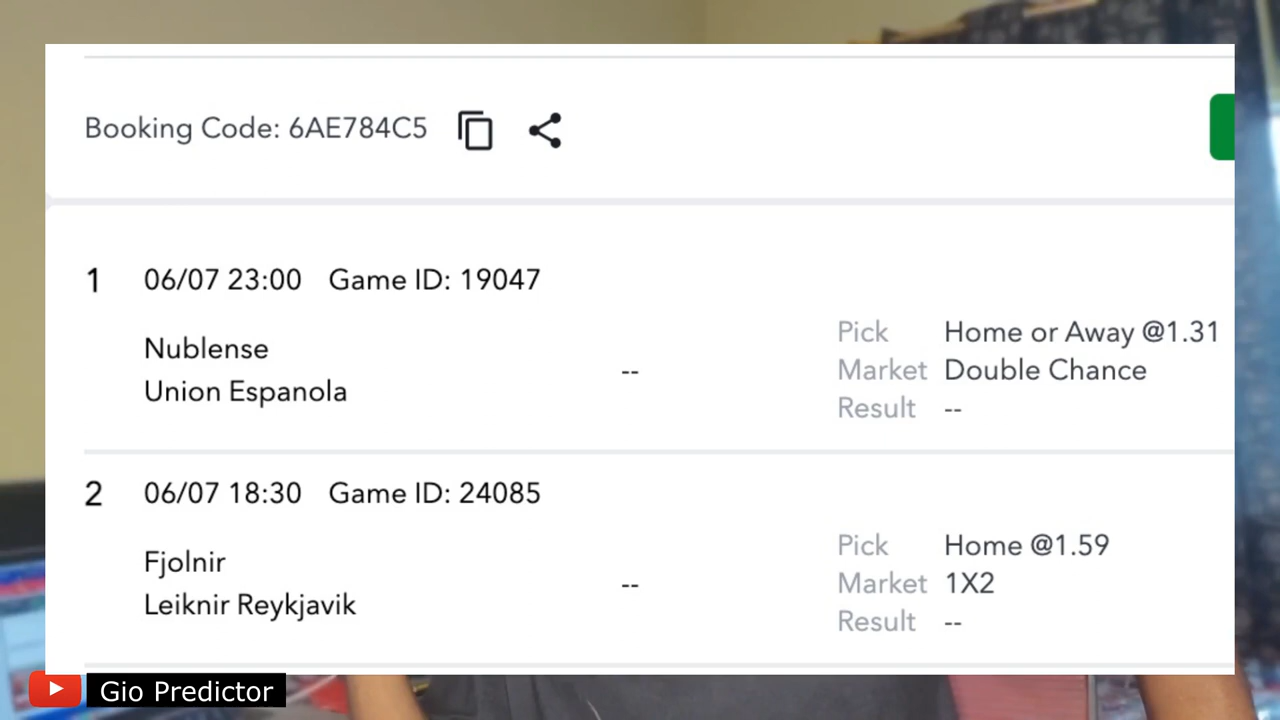 Booking Code: 6AE784C5
1 06/07 23:00 Game ID: 19047
Nublense
Union Espanola
--
Pick Home or Away @1.31
Market Double Chance
Result --
2 06/07 18:30 Game ID: 24085
Fjolnir
Leiknir Reykjavik
--
Pick Home @1.59
Market 1X2
Result --
Gio Predictor